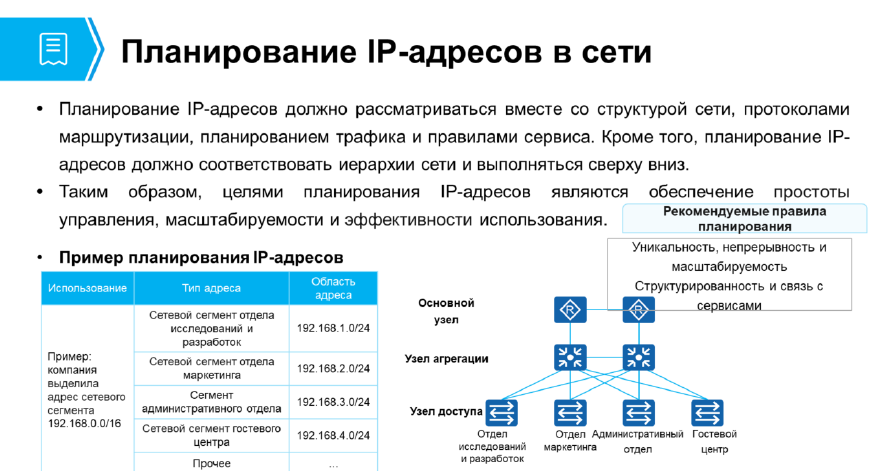 Планирование IP-адресов в сети
• Планирование IP-адресов должно рассматриваться вместе со структурой сети, протоколами
маршрутизации, планированием трафика и правилами сервиса. Кроме того, планирование IP-
адресов должно соответствовать иерархии сети и выполняться сверху вниз.
• Таким образом, целями планирования IP-адресов являются обеспечение простоты
управления, масштабируемости и эффективности использования.
Рекомендуемые правила
планирования
Уникальность, непрерывность и
масштабируемость
Структурированность и связь с
сервисами
• Пример планирования IP-адресов
Использование
Тип адреса
Область
адреса
Пример:
компания
выделила
адрес сетевого
сегмента
192.168.0.0/16
Сетевой сегмент отдела
исследований и
разработок
192.168.1.0/24
Сетевой сегмент отдела
маркетинга
192.168.2.0/24
Сегмент
административного отдела
192.168.3.0/24
Сетевой сегмент гостевого
центра
192.168.4.0/24
Прочее
...
Основной
узел
R
R
Узел агрегации
Узел доступа
Отдел
исследований
и разработок
Отдел
маркетинга
Административный
отдел
Гостевой
центр